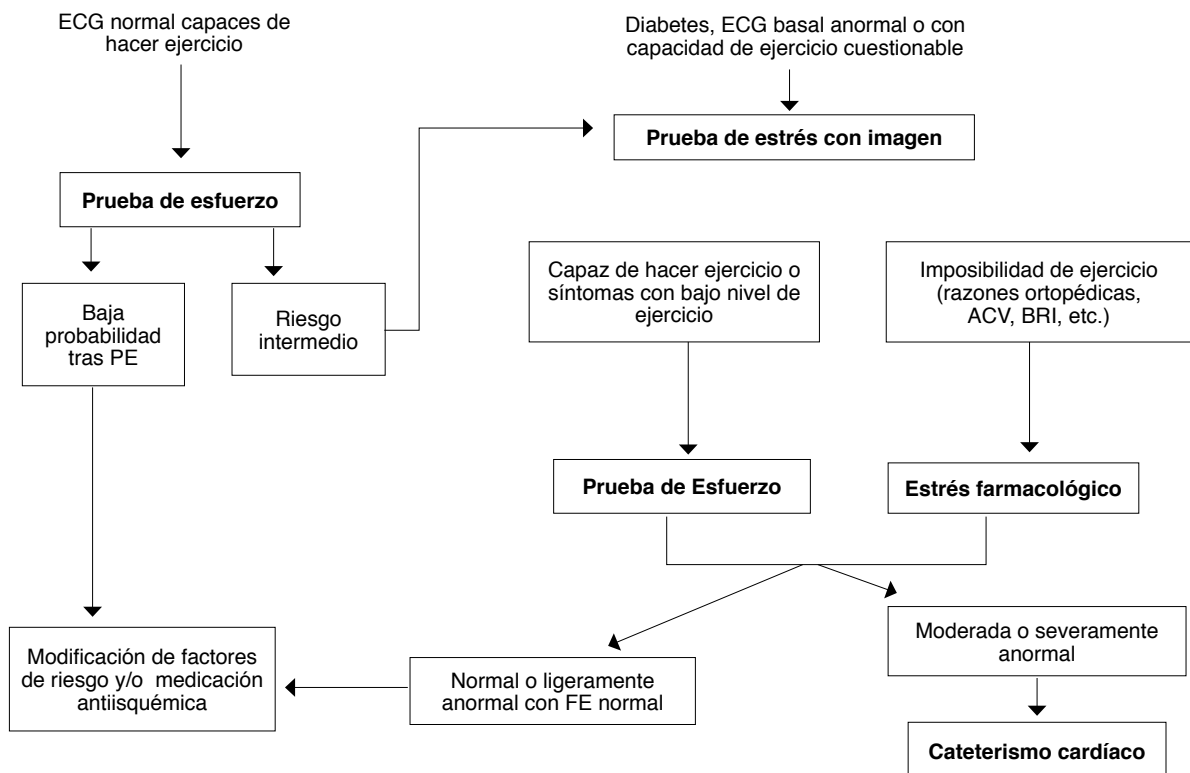 ECG normal capaces de
hacer ejercicio
Diabetes, ECG basal anormal o con
capacidad de ejercicio cuestionable
Prueba de estrés con imagen
Prueba de esfuerzo
Capaz de hacer ejercicio o
síntomas con bajo nivel de
ejercicio
Imposibilidad de ejercicio
(razones ortopédicas,
ACV, BRI, etc.)
Baja
probabilidad
tras PE
Riesgo
intermedio
Prueba de Esfuerzo
Estrés farmacológico
Modificación de factores
de riesgo y/o medicación
antiisquémica
Normal o ligeramente
anormal con FE normal
Moderada o severamente
anormal
Cateterismo cardíaco